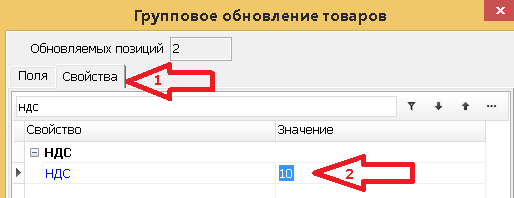 Групповое обновление товаров
Обновляемых позиций 2
Поля Свойства 1
ндс
Свойство Значение
НДС
НДС 10 2